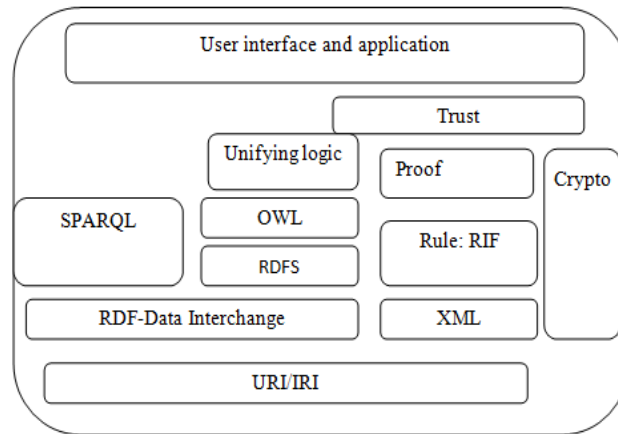 User interface and application
Trust
Unifying logic
Proof
Crypto
SPARQL
OWL
Rule: RIF
RDFS
RDF-Data Interchange
XML
URI/IRI